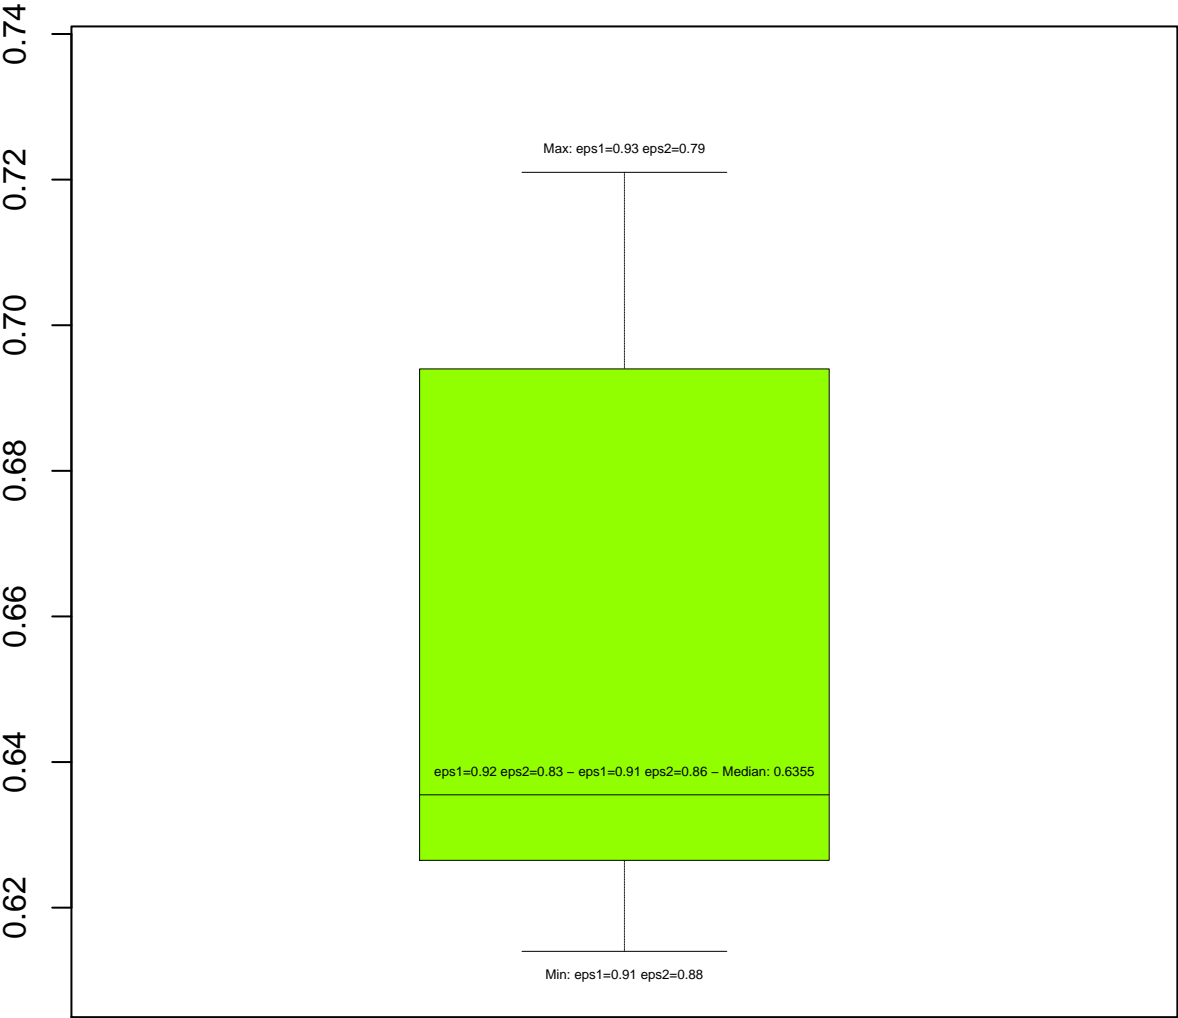 0.74
Max: eps1=0.93 eps2=0.79
0.72
0.70
0.68
0.66
0.64
eps1=0.92 eps2=0.83 – eps1=0.91 eps2=0.86 – Median: 0.6355
0.62
Min: eps1=0.91 eps2=0.88